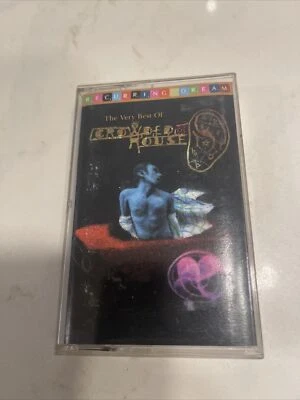 RECURRING DREAM
The Very Best Of
CROWDED
HOUSE